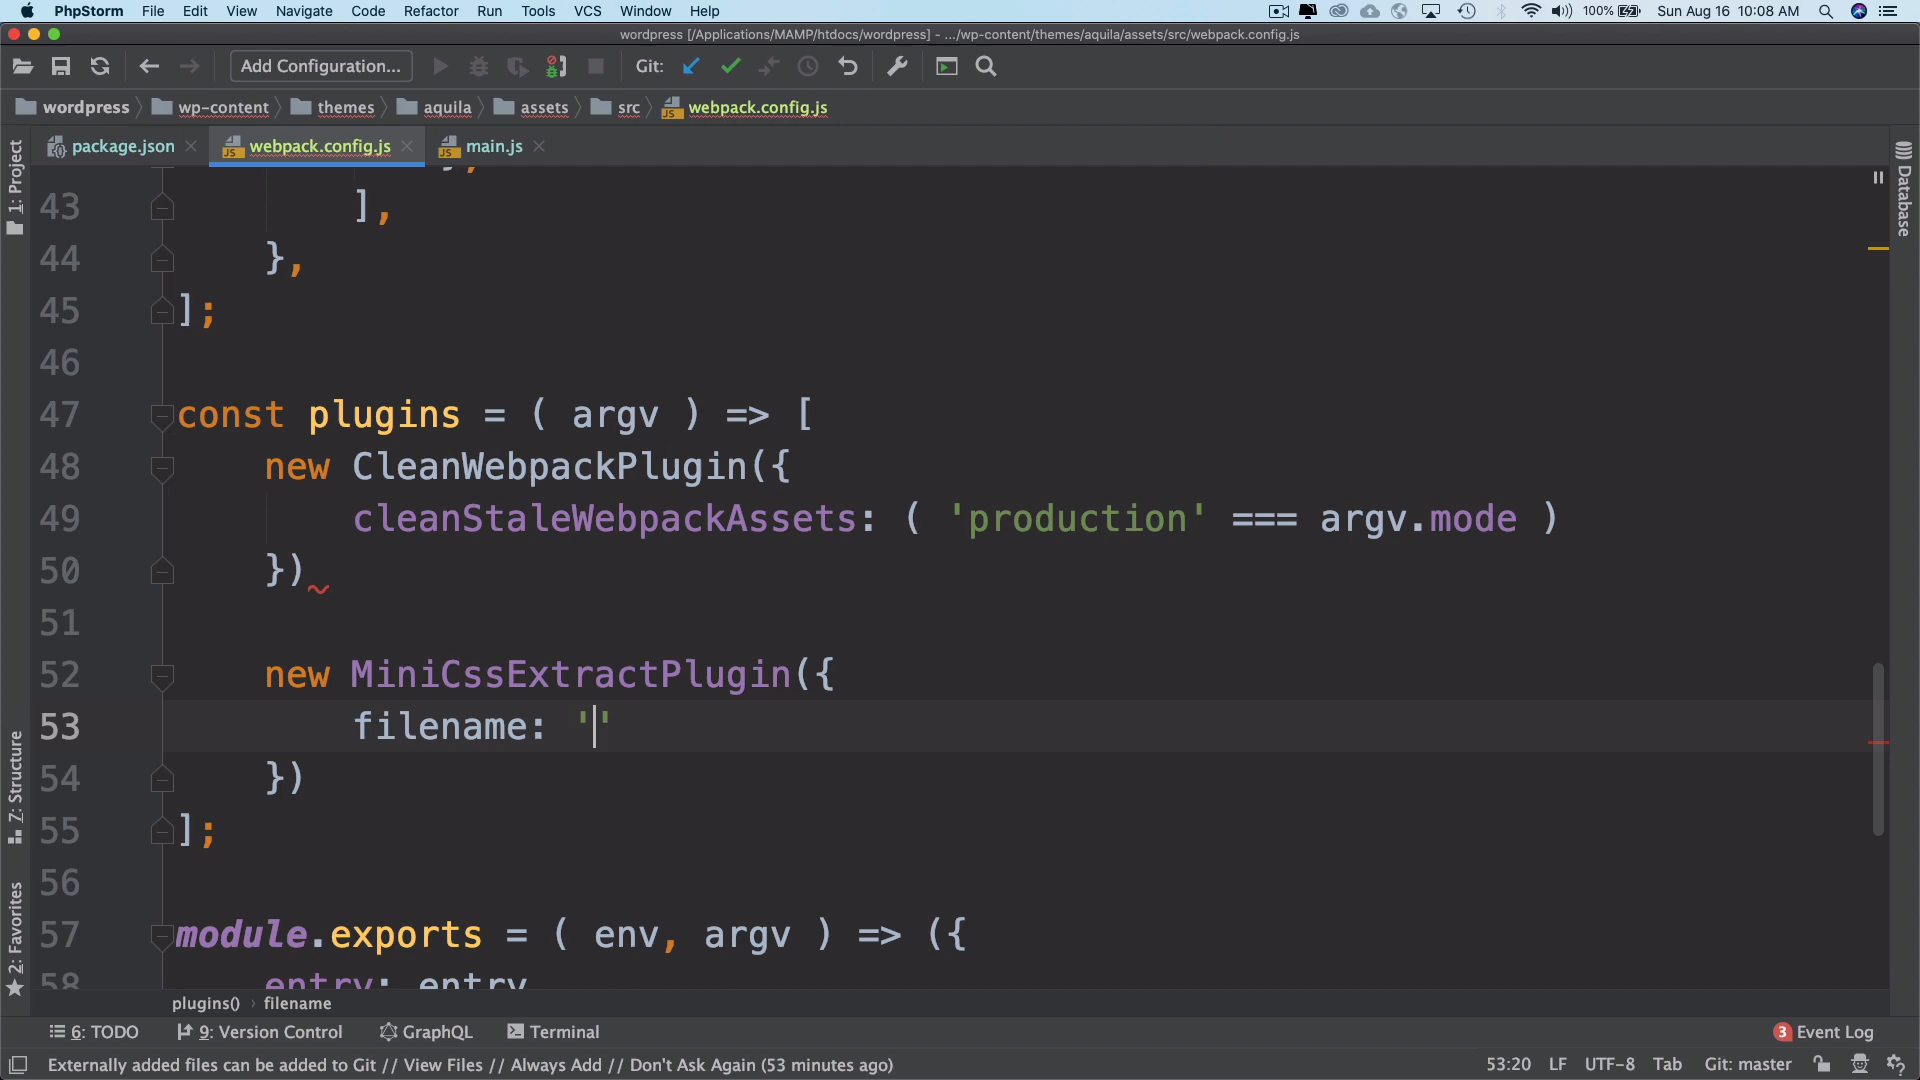 PhpStorm File Edit View Navigate Code Refactor Run Tools VCS Window Help 100% Sun Aug 16 10:08 AM
wordpress [/Applications/MAMP/htdocs/wordpress] - .../wp-content/themes/aquila/assets/src/webpack.config.js
Add Configuration... Git:
wordpress wp-content themes aquila assets src webpack.config.js
package.json webpack.config.js main.js
1: Project
Database
43 ],
44 },
45 ];
46
47 const plugins = ( argv ) => [
48 new CleanWebpackPlugin({
49 cleanStaleWebpackAssets: ( 'production' === argv.mode )
50 })
51
52 new MiniCssExtractPlugin({
53 filename: ''
54 })
55 ];
56
57 module.exports = ( env, argv ) => ({
58 entry: entry
Z: Structure
2: Favorites
plugins() › filename
6: TODO 9: Version Control GraphQL Terminal 3 Event Log
Externally added files can be added to Git // View Files // Always Add // Don't Ask Again (53 minutes ago) 53:20 LF UTF-8 Tab Git: master